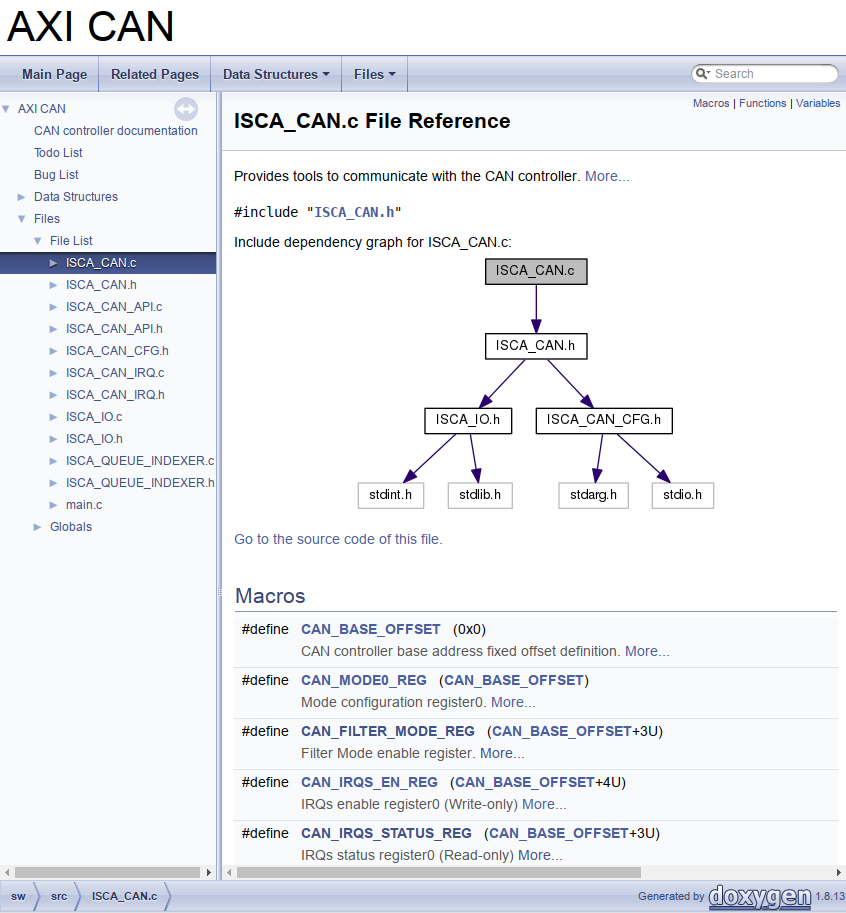 AXI CAN
Main Page
Related Pages
Data Structures
Files
Search
AXI CAN
CAN controller documentation
Todo List
Bug List
Data Structures
Files
File List
ISCA_CAN.c
ISCA_CAN.h
ISCA_CAN_API.c
ISCA_CAN_API.h
ISCA_CAN_CFG.h
ISCA_CAN_IRQ.c
ISCA_CAN_IRQ.h
ISCA_IO.c
ISCA_IO.h
ISCA_QUEUE_INDEXER.c
ISCA_QUEUE_INDEXER.h
main.c
Globals
Macros | Functions | Variables
ISCA_CAN.c File Reference
Provides tools to communicate with the CAN controller. More...
#include "ISCA_CAN.h"
Include dependency graph for ISCA_CAN.c:
ISCA_CAN.c
ISCA_CAN.h
ISCA_IO.h
ISCA_CAN_CFG.h
stdint.h
stdlib.h
stdarg.h
stdio.h
Go to the source code of this file.
Macros
#define CAN_BASE_OFFSET (0x0)
CAN controller base address fixed offset definition. More...
#define CAN_MODE0_REG (CAN_BASE_OFFSET)
Mode configuration register0. More...
#define CAN_FILTER_MODE_REG (CAN_BASE_OFFSET+3U)
Filter Mode enable register. More...
#define CAN_IRQS_EN_REG (CAN_BASE_OFFSET+4U)
IRQs enable register0 (Write-only) More...
#define CAN_IRQS_STATUS_REG (CAN_BASE_OFFSET+3U)
IRQs status register0 (Read-only) More...
sw
src
ISCA_CAN.c
Generated by doxygen 1.8.13